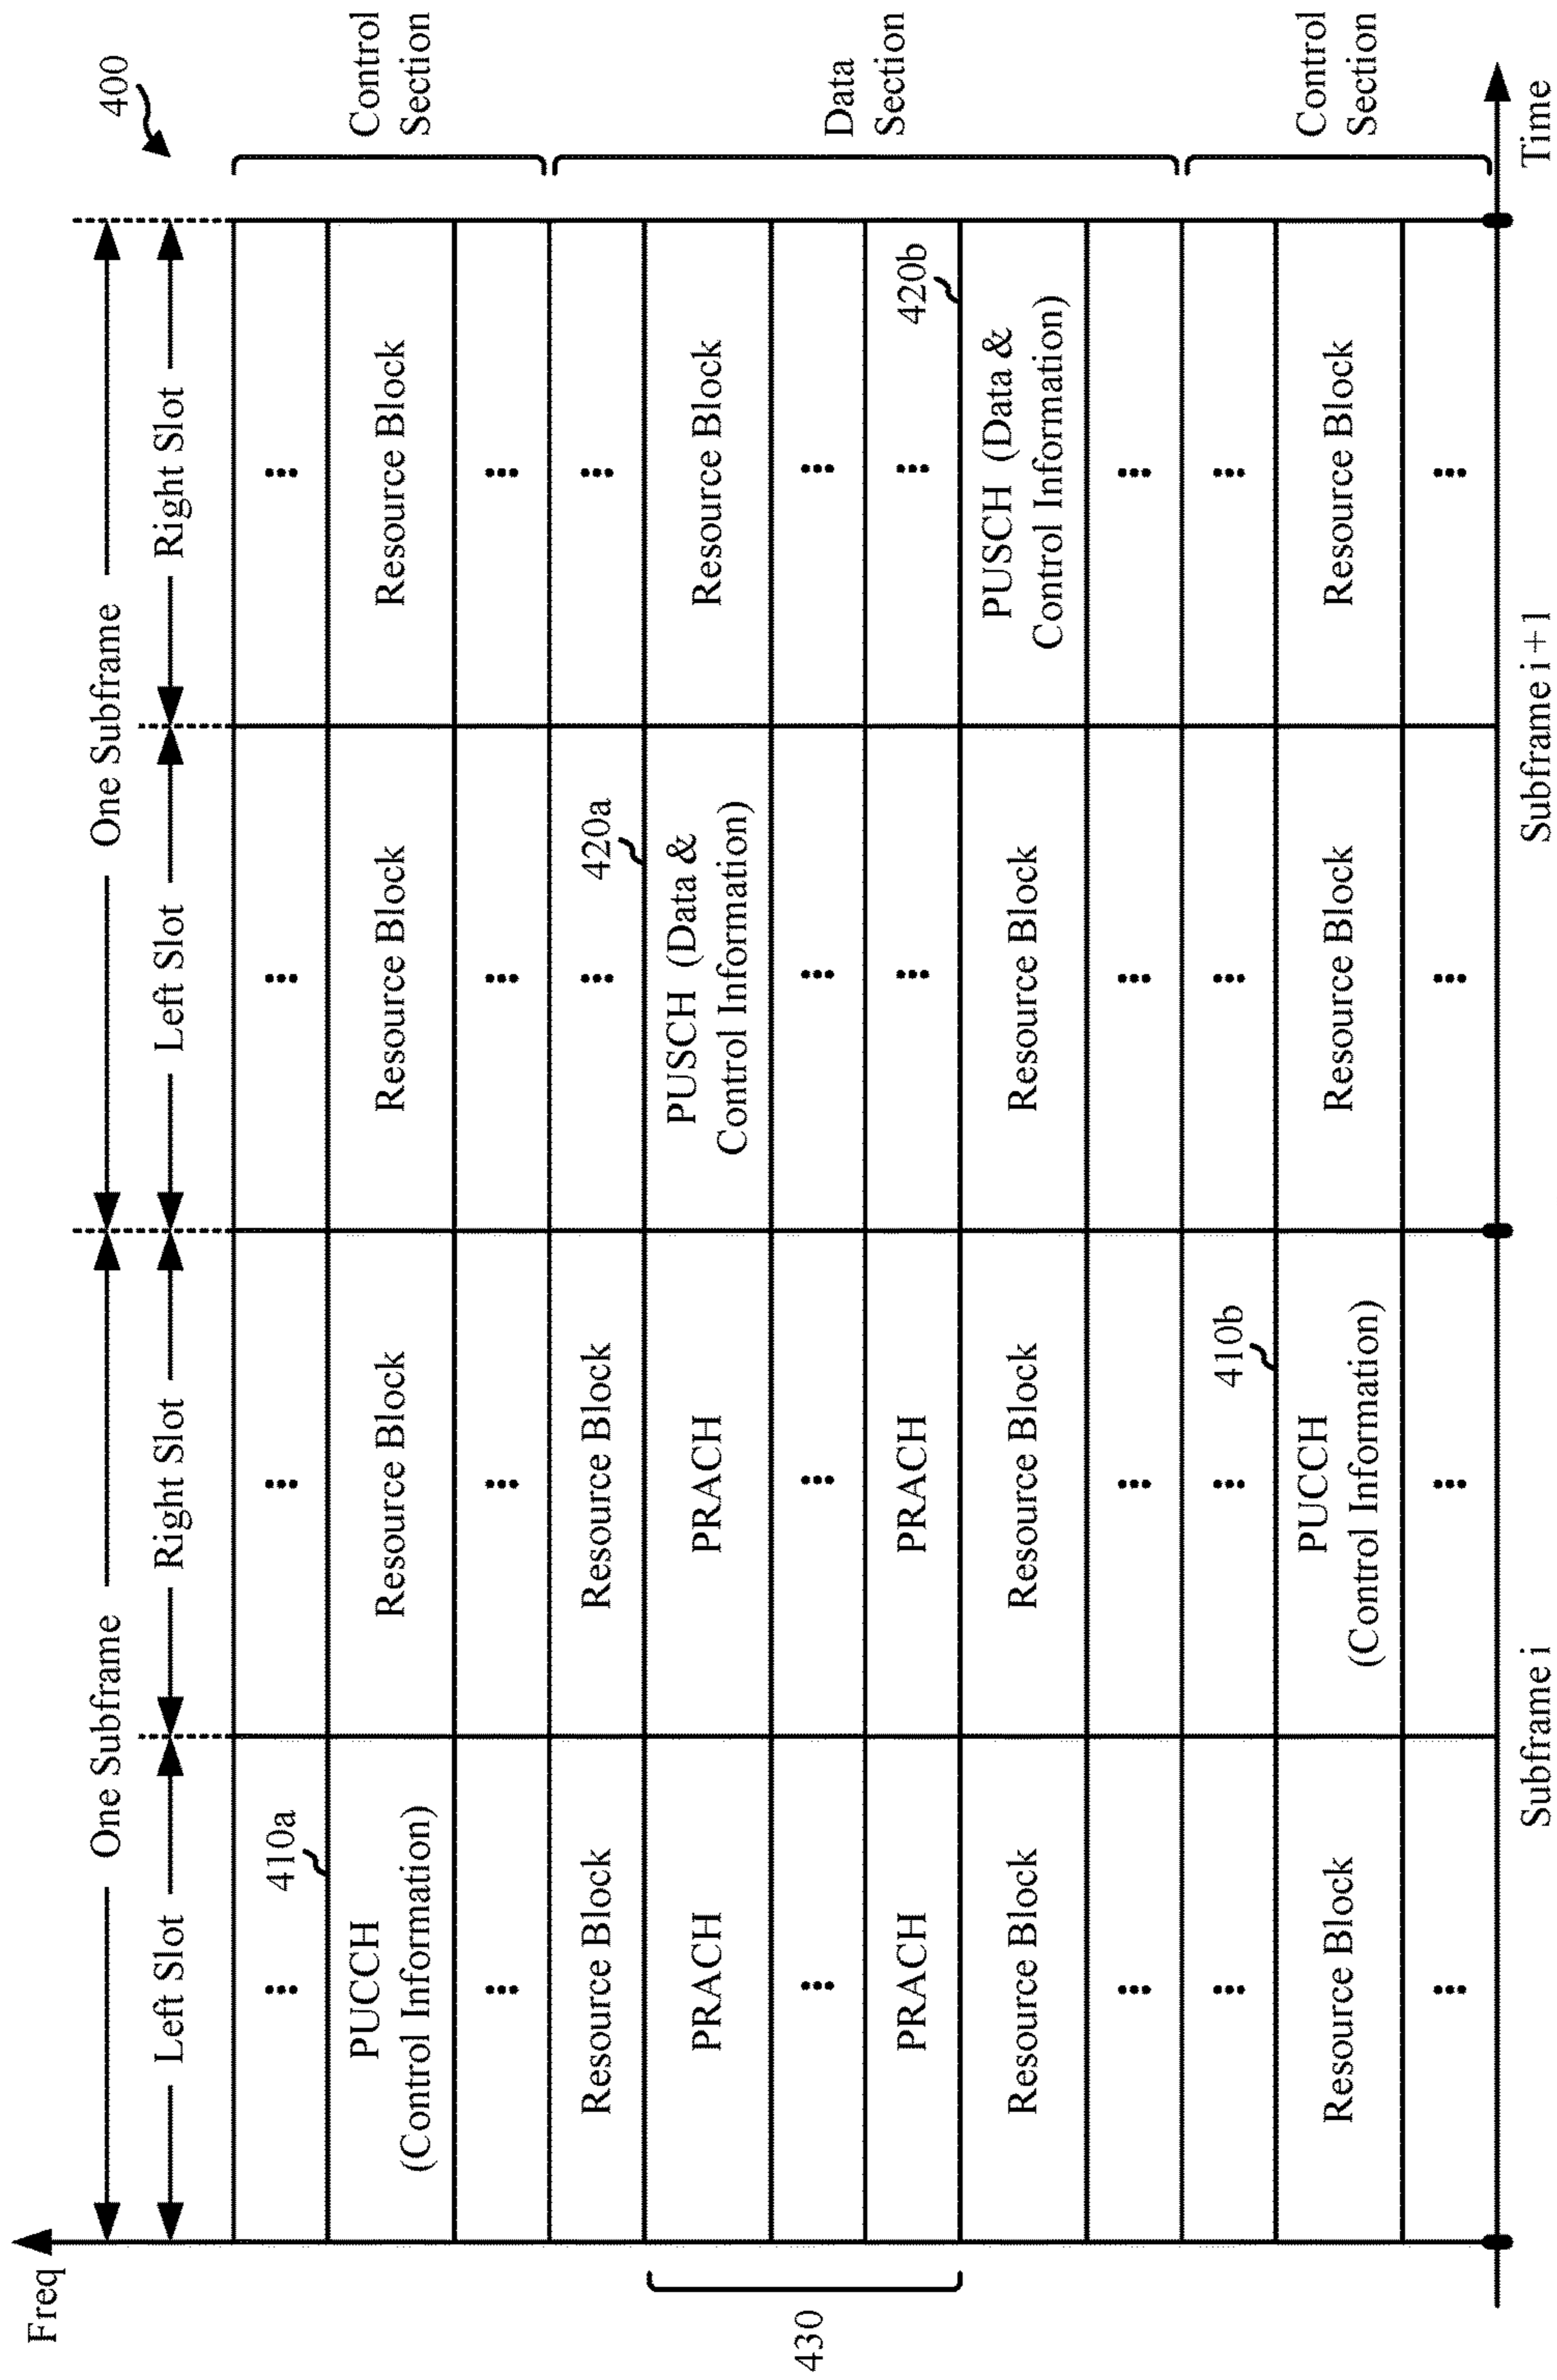 400
Freq
One Subframe
One Subframe
Left Slot
Right Slot
Left Slot
Right Slot
410a
PUCCH
(Control Information)
Resource Block
Resource Block
Resource Block
Control
Section
Resource Block
Resource Block
420a
PRACH
PRACH
PUSCH (Data &
Control Information)
Resource Block
430
Data
Section
PRACH
PRACH
420b
Resource Block
Resource Block
Resource Block
PUSCH (Data &
Control Information)
410b
Resource Block
PUCCH
(Control Information)
Resource Block
Resource Block
Control
Section
Subframe i
Subframe i + 1
Time